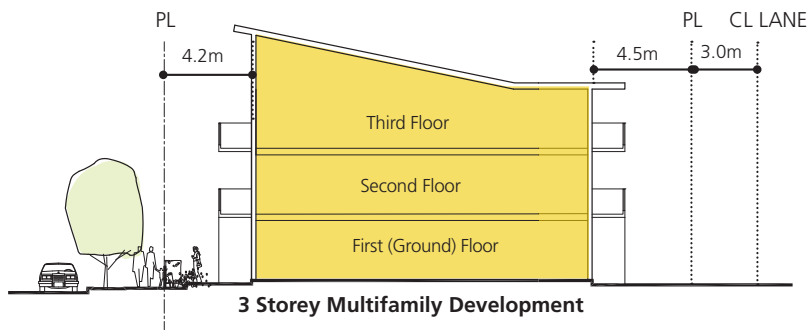 PL
PL
CL LANE
4.2m
4.5m
3.0m
Third Floor
Second Floor
First (Ground) Floor
3 Storey Multifamily Development